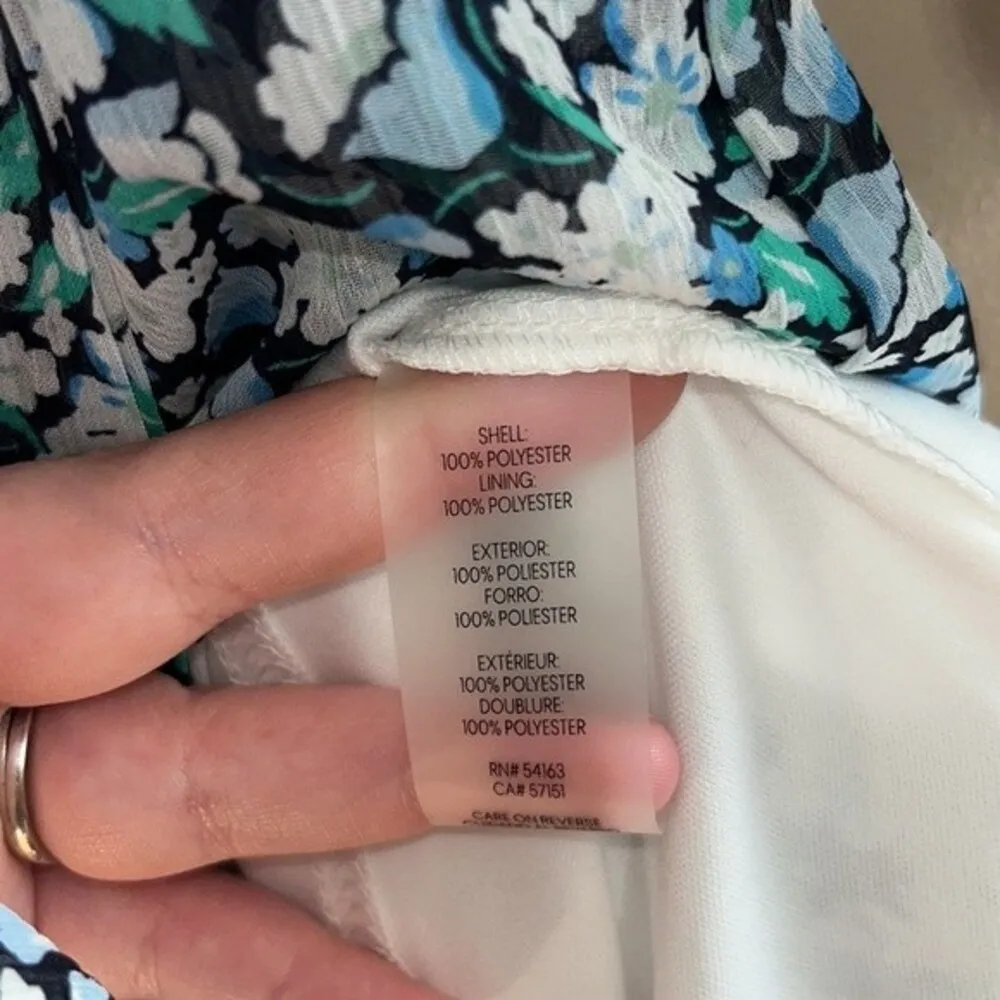 SHELL:
100% POLYESTER
LINING:
100% POLYESTER
EXTERIOR:
100% POLIESTER
FORRO:
100% POLIESTER
EXTÉRIEUR:
100% POLYESTER
DOUBLURE:
100% POLYESTER
RN# 54163
CA# 57151
CARE ON REVERSE